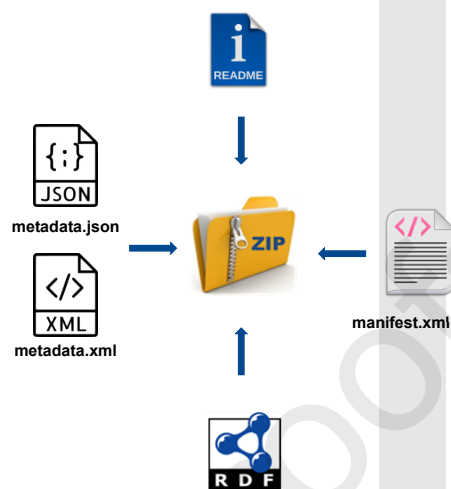 i
README
{;}
JSON
metadata.json
ZIP
</>
</>
XML
metadata.xml
manifest.xml
RDF